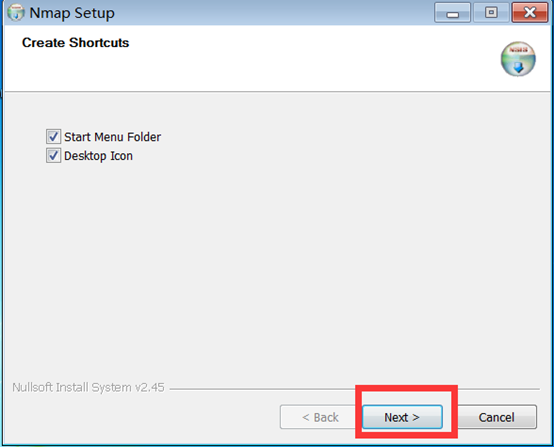 Nmap Setup
Create Shortcuts
Start Menu Folder
Desktop Icon
Nullsoft Install System v2.45
< Back Next > Cancel